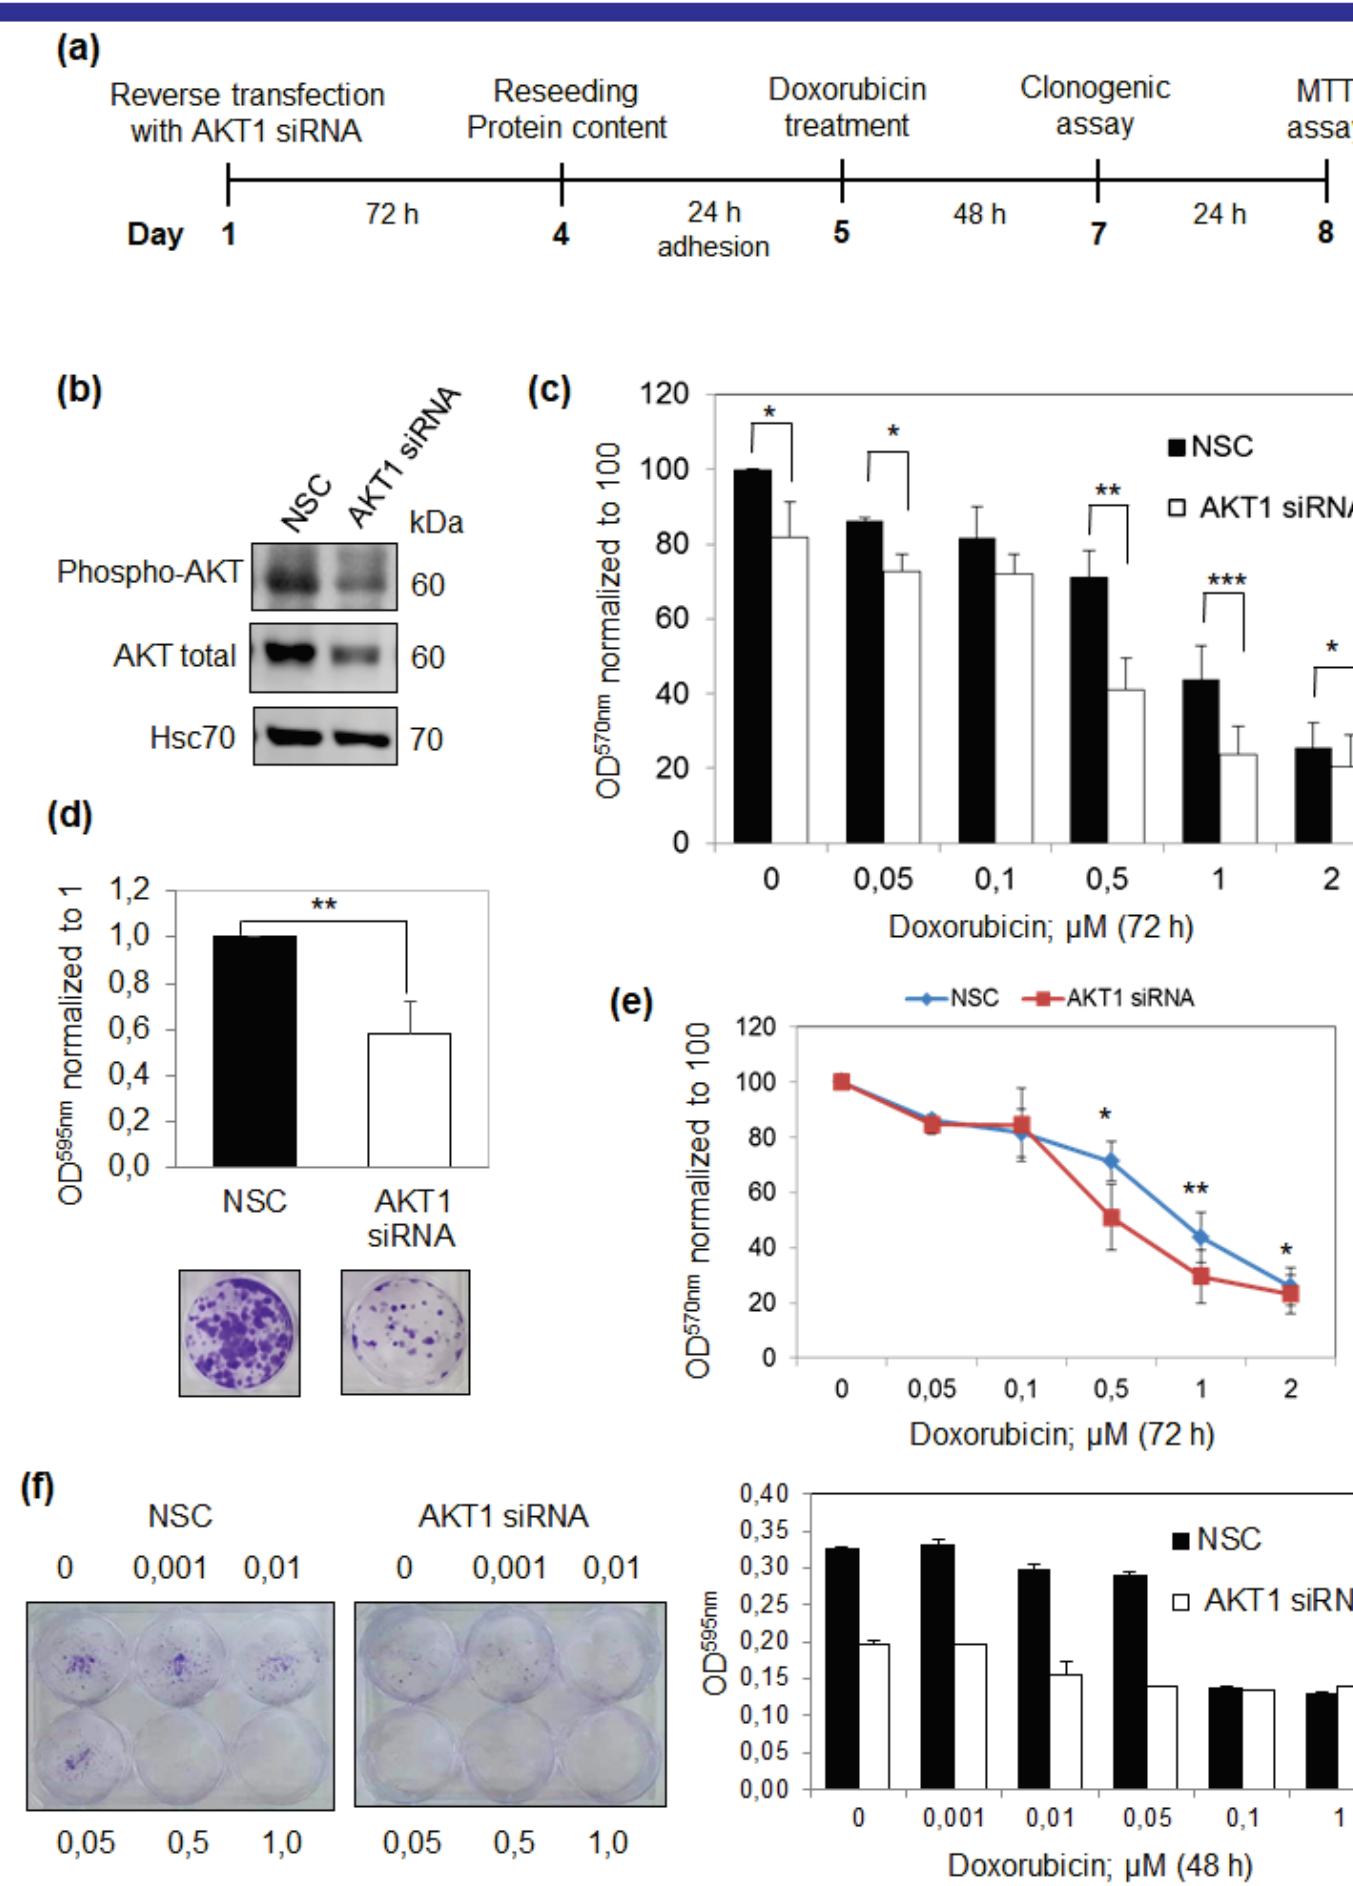 (a)
Reverse transfection
with AKT1 siRNA
Reseeding
Protein content
Doxorubicin
treatment
Clonogenic
assay
MTT
assa
72 h
24 h
adhesion
48 h
24 h
Day 1 4 5 7 8
(b)
NSC
AKT1 siRNA
kDa
Phospho-AKT 60
AKT total 60
Hsc70 70
(c)
OD570nm normalized to 100
120
100
80
60
40
20
0
* * ** *** *
NSC
AKT1 siRNA
0 0,05 0,1 0,5 1 2
Doxorubicin; µM (72 h)
(d)
OD595nm normalized to 1
1,2
1,0
0,8
0,6
0,4
0,2
0,0
**
NSC
AKT1
siRNA
(e)
NSC AKT1 siRNA
OD570nm normalized to 100
120
100
80
60
40
20
0
* ** *
0 0,05 0,1 0,5 1 2
Doxorubicin; µM (72 h)
(f)
NSC AKT1 siRNA
0 0,001 0,01 0 0,001 0,01
0,05 0,5 1,0 0,05 0,5 1,0
OD595nm
0,40
0,35
0,30
0,25
0,20
0,15
0,10
0,05
0,00
NSC
AKT1 siRN
0 0,001 0,01 0,05 0,1 1
Doxorubicin; µM (48 h)